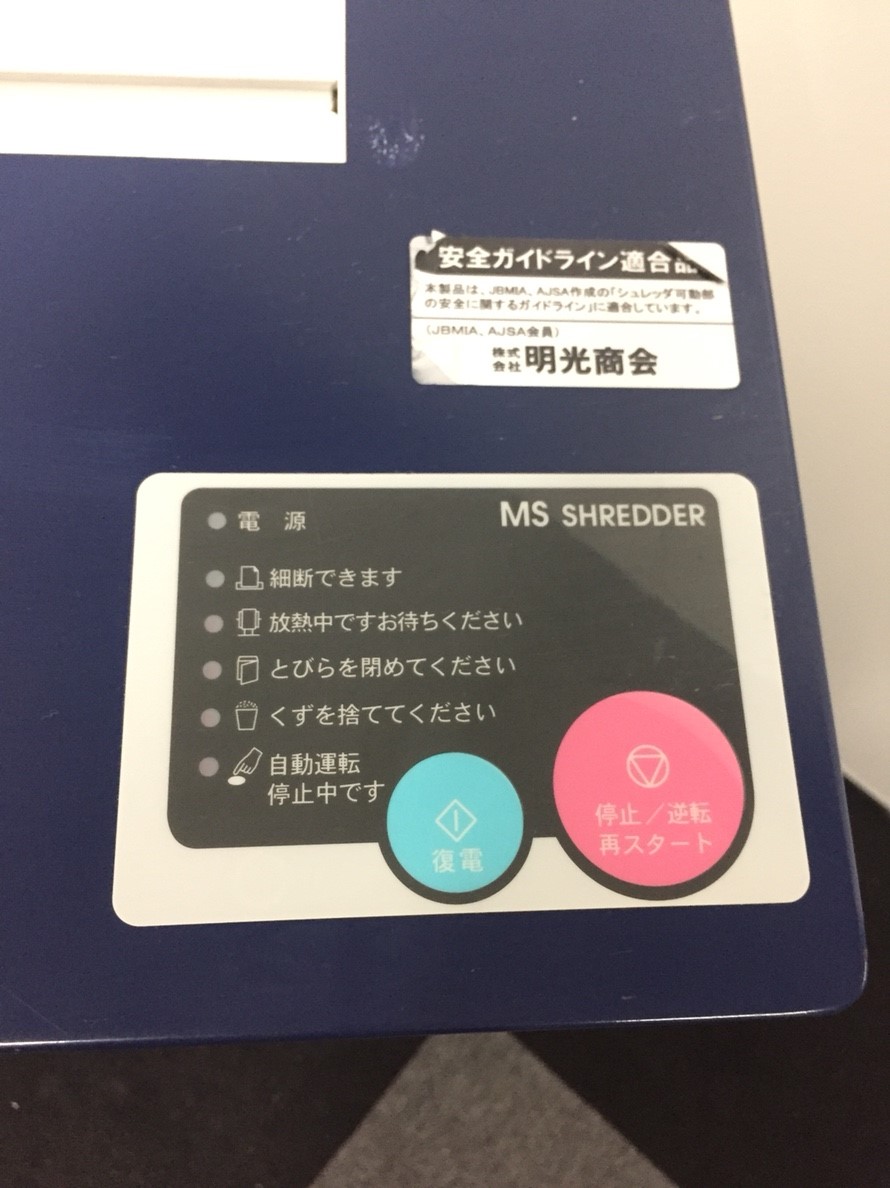 安全ガイドライン適合品
本製品は、JBMIA、AJSA作成の「シュレッダ可動部
の安全に関するガイドライン」に適合しています。
(JBMIA、AJSA会員)
株式会社 明光商会
電 源
MS SHREDDER
細断できます
放熱中ですお待ちください
とびらを閉めてください
くずを捨ててください
自動運転
停止中です
復電
停止／逆転
再スタート